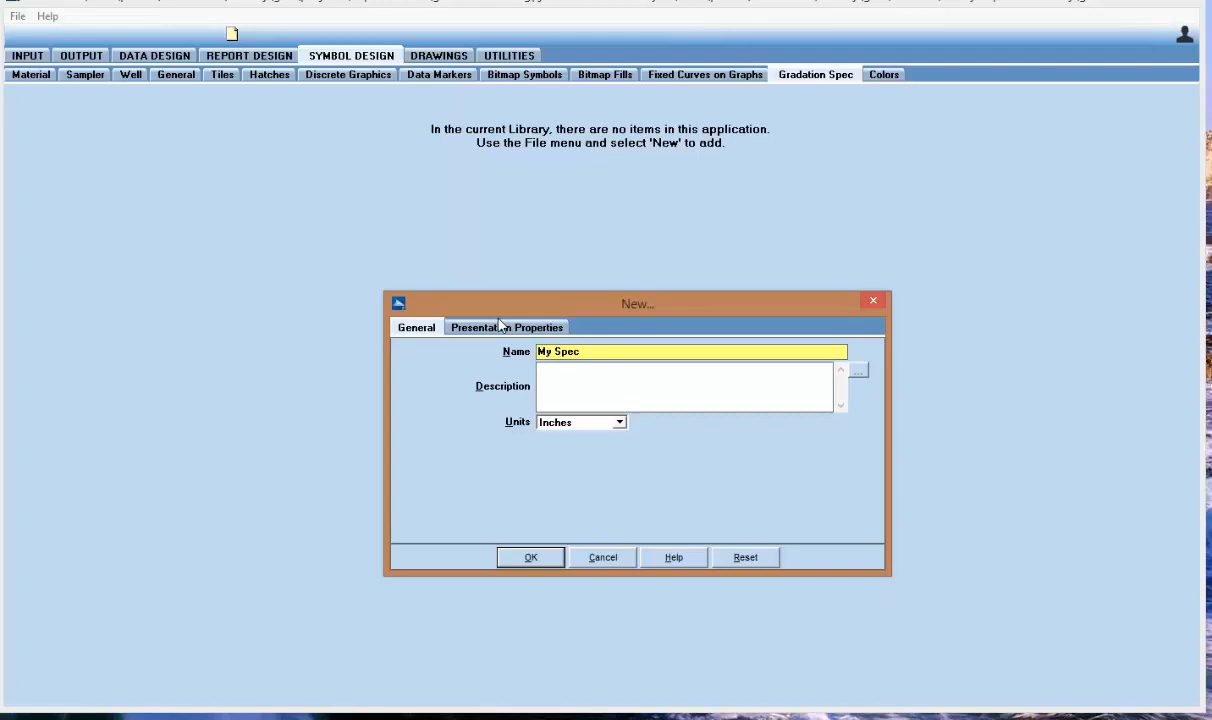 File Help
INPUT OUTPUT DATA DESIGN REPORT DESIGN SYMBOL DESIGN DRAWINGS UTILITIES
Material Sampler Well General Tiles Hatches Discrete Graphics Data Markers Bitmap Symbols Bitmap Fills Fixed Curves on Graphs Gradation Spec Colors
In the current Library, there are no items in this application.
Use the File menu and select 'New' to add.
New...
General Presentation Properties
Name My Spec
Description
...
Units Inches
OK Cancel Help Reset